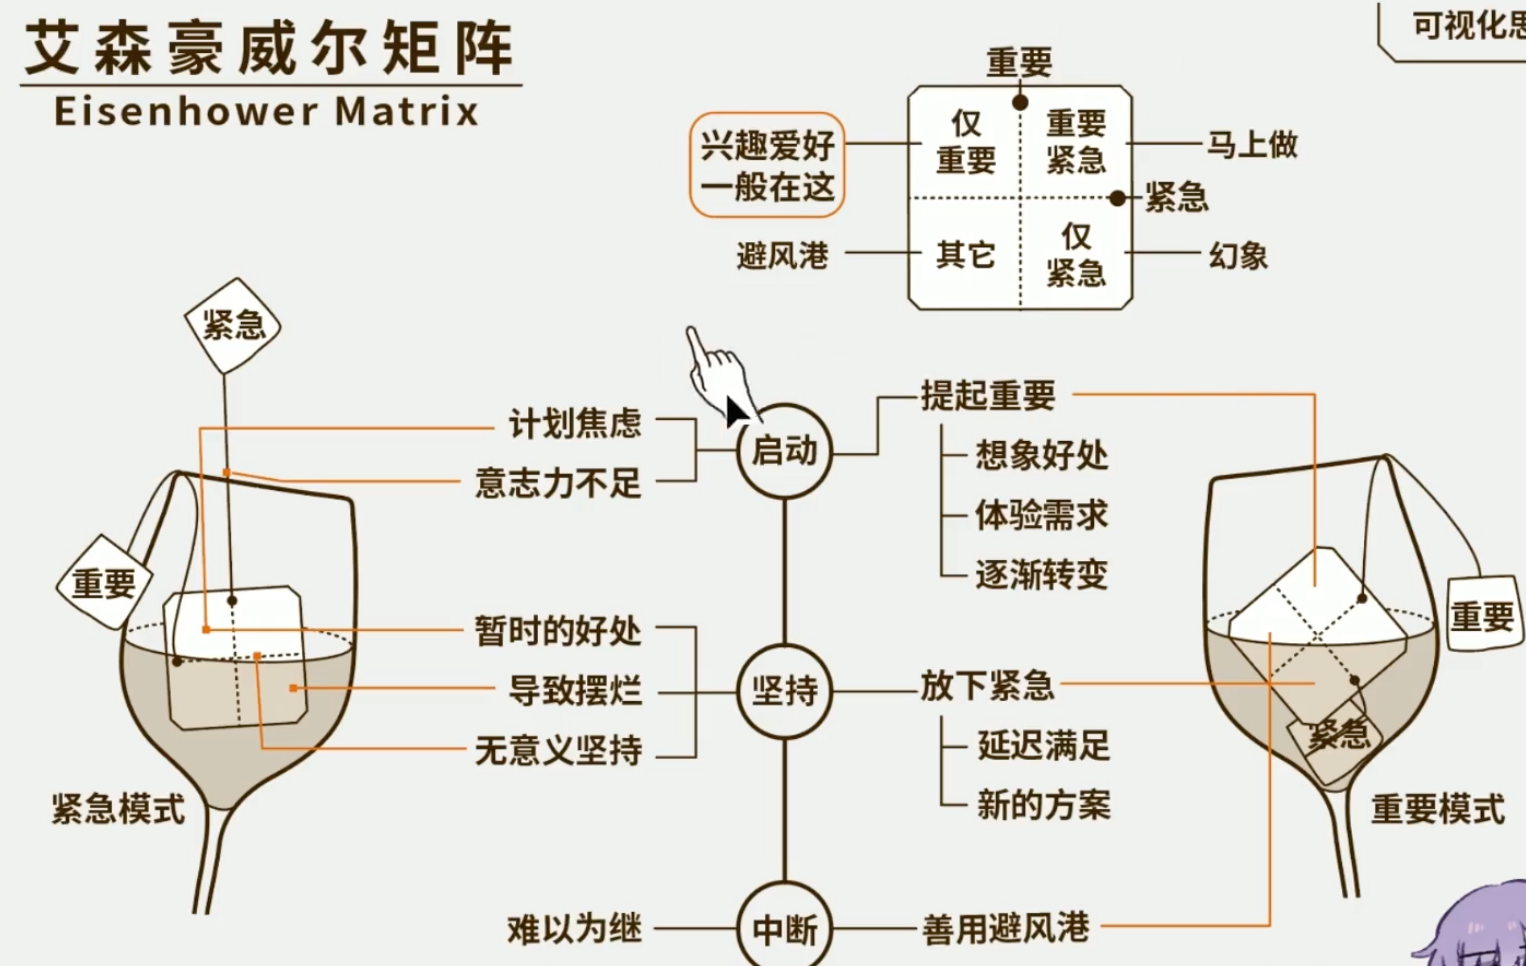 艾森豪威尔矩阵
Eisenhower Matrix
可视化思
重要
兴趣爱好
一般在这
仅
重要
重要
紧急
马上做
紧急
避风港
其它
仅
紧急
幻象
紧急
重要
计划焦虑
意志力不足
启动
提起重要
想象好处
体验需求
逐渐转变
暂时的好处
导致摆烂
无意义坚持
坚持
放下紧急
延迟满足
新的方案
重要
紧急
紧急模式
重要模式
难以为继
中断
善用避风港